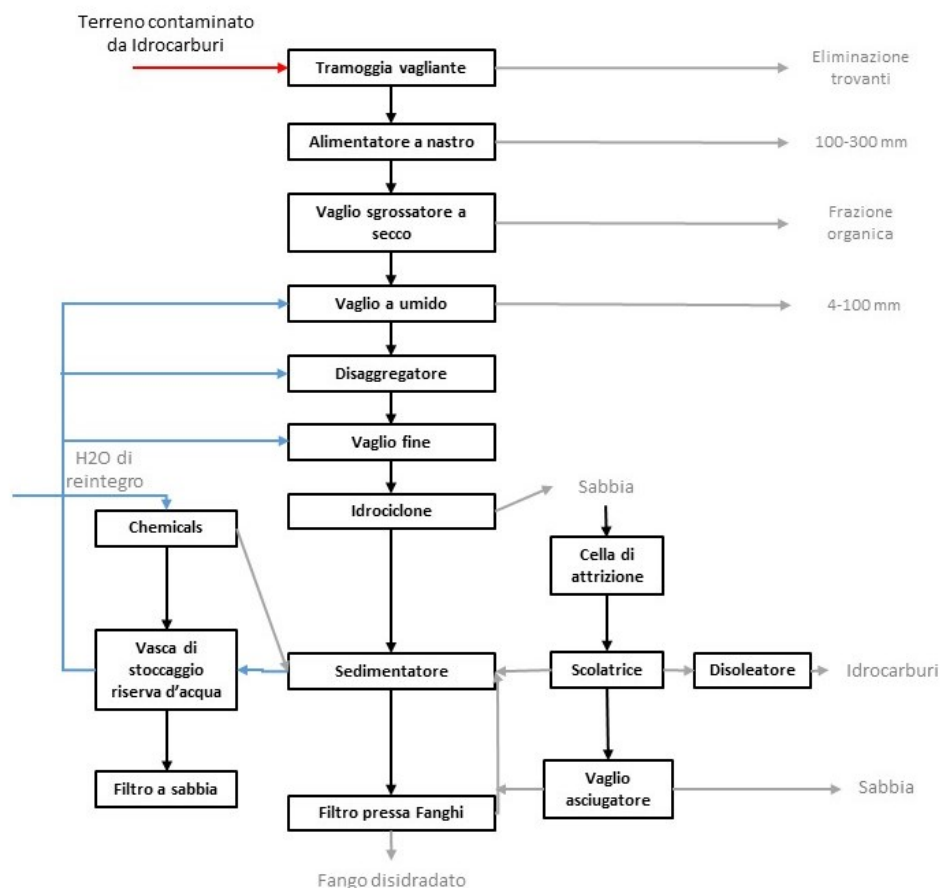 Terreno contaminato
da Idrocarburi
Tramoggia vagliante
Eliminazione
trovanti
Alimentatore a nastro
100-300 mm
Vaglio sgrossatore a
secco
Frazione
organica
Vaglio a umido
4-100 mm
Disaggregatore
Vaglio fine
H2O di
reintegro
Idrociclone
Sabbia
Chemicals
Cella di
attrizione
Vasca di
stoccaggio
riserva d'acqua
Sedimentatore
Scolatrice
Disoleatore
Idrocarburi
Filtro a sabbia
Filtro pressa Fanghi
Vaglio
asciugatore
Sabbia
Fango disidradato